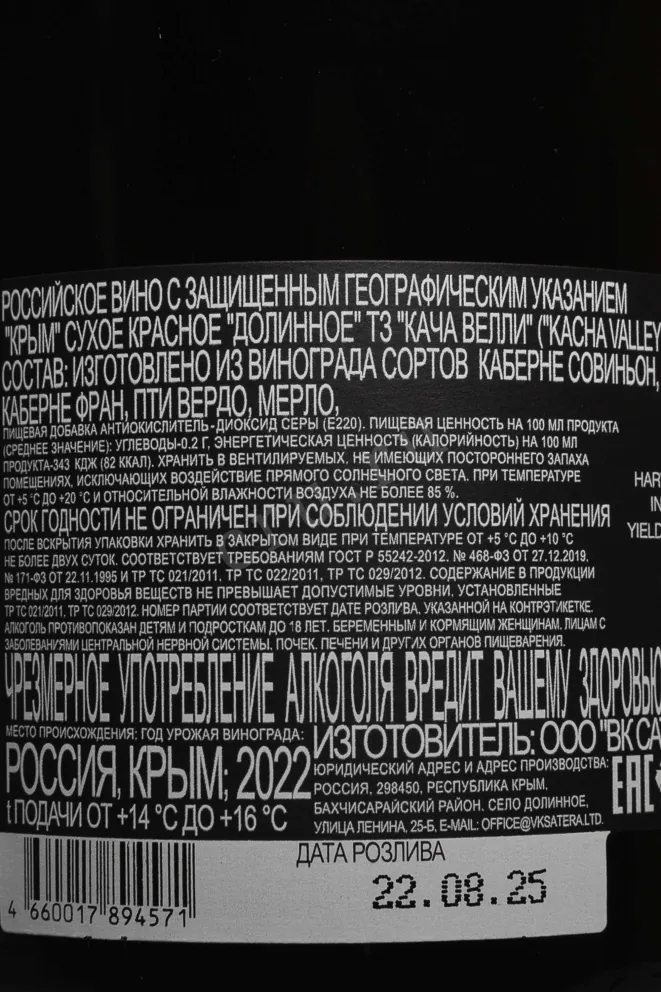 РОССИЙСКОЕ ВИНО С ЗАЩИЩЕННЫМ ГЕОГРАФИЧЕСКИМ УКАЗАНИЕМ
"КРЫМ" СУХОЕ КРАСНОЕ "ДОЛИННОЕ" ТЗ "КАЧА ВЕЛЛИ" ("KACHA VALLEY
СОСТАВ: ИЗГОТОВЛЕНО ИЗ ВИНОГРАДА СОРТОВ КАБЕРНЕ СОВИНЬОН,
КАБЕРНЕ ФРАН, ПТИ ВЕРДО, МЕРЛО,
ПИЩЕВАЯ ДОБАВКА АНТИОКИСЛИТЕЛЬ-ДИОКСИД СЕРЫ (Е220). ПИЩЕВАЯ ЦЕННОСТЬ НА 100 МЛ ПРОДУКТА
(СРЕДНЕЕ ЗНАЧЕНИЕ): УГЛЕВОДЫ-0.2 Г, ЭНЕРГЕТИЧЕСКАЯ ЦЕННОСТЬ (КАЛОРИЙНОСТЬ) НА 100 МЛ
ПРОДУКТА-343 КДЖ (82 ККАЛ). ХРАНИТЬ В ВЕНТИЛИРУЕМЫХ. НЕ ИМЕЮЩИХ ПОСТОРОННЕГО ЗАПАХА
ПОМЕЩЕНИЯХ, ИСКЛЮЧАЮЩИХ ВОЗДЕЙСТВИЕ ПРЯМОГО СОЛНЕЧНОГО СВЕТА. ПРИ ТЕМПЕРАТУРЕ
ОТ +5 °С ДО +20 °С И ОТНОСИТЕЛЬНОЙ ВЛАЖНОСТИ ВОЗДУХА НЕ БОЛЕЕ 85 %.
СРОК ГОДНОСТИ НЕ ОГРАНИЧЕН ПРИ СОБЛЮДЕНИИ УСЛОВИЙ ХРАНЕНИЯ
ПОСЛЕ ВСКРЫТИЯ УПАКОВКИ ХРАНИТЬ В ЗАКРЫТОМ ВИДЕ ПРИ ТЕМПЕРАТУРЕ ОТ +5 °С ДО +10 °С
НЕ БОЛЕЕ ДВУХ СУТОК. СООТВЕТСТВУЕТ ТРЕБОВАНИЯМ ГОСТ Р 55242-2012. № 468-ФЗ ОТ 27.12.2019.
№ 171-ФЗ ОТ 22.11.1995 И ТР ТС 021/2011, ТР ТС 022/2011, ТР ТС 029/2012. СОДЕРЖАНИЕ В ПРОДУКЦИИ
ВРЕДНЫХ ДЛЯ ЗДОРОВЬЯ ВЕЩЕСТВ НЕ ПРЕВЫШАЕТ ДОПУСТИМЫЕ УРОВНИ. УСТАНОВЛЕННЫЕ
ТР ТС 021/2011, ТР ТС 029/2012. НОМЕР ПАРТИИ СООТВЕТСТВУЕТ ДАТЕ РОЗЛИВА, УКАЗАННОЙ НА КОНТРЭТИКЕТКЕ.
АЛКОГОЛЬ ПРОТИВОПОКАЗАН ДЕТЯМ И ПОДРОСТКАМ ДО 18 ЛЕТ. БЕРЕМЕННЫМ И КОРМЯЩИМ ЖЕНЩИНАМ, ЛИЦАМ С
ЗАБОЛЕВАНИЯМИ ЦЕНТРАЛЬНОЙ НЕРВНОЙ СИСТЕМЫ, ПОЧЕК, ПЕЧЕНИ И ДРУГИХ ОРГАНОВ ПИЩЕВАРЕНИЯ.
ЧРЕЗМЕРНОЕ УПОТРЕБЛЕНИЕ АЛКОГОЛЯ ВРЕДИТ ВАШЕМУ ЗДОРОВЬЮ
МЕСТО ПРОИСХОЖДЕНИЯ: ГОД УРОЖАЯ ВИНОГРАДА:
РОССИЯ, КРЫМ; 2022
t ПОДАЧИ ОТ +14 °С ДО +16 °С
ИЗГОТОВИТЕЛЬ: ООО "ВК СА
ЮРИДИЧЕСКИЙ АДРЕС И АДРЕС ПРОИЗВОДСТВА:
РОССИЯ, 298450, РЕСПУБЛИКА КРЫМ,
БАХЧИСАРАЙСКИЙ РАЙОН. СЕЛО ДОЛИННОЕ,
УЛИЦА ЛЕНИНА, 25-Б, E-MAIL: OFFICE@VKSATERA.LTD.
EAC
HAR
IN
YIELD
ДАТА РОЗЛИВА
22.08.25
4 660017 894571